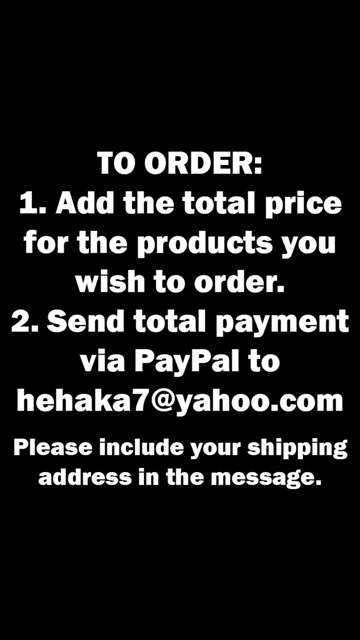 TO ORDER:
1. Add the total price
for the products you
wish to order.
2. Send total payment
via PayPal to
hehaka7@yahoo.com
Please include your shipping
address in the message.